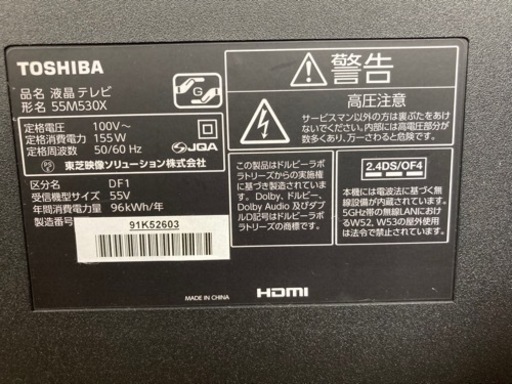 TOSHIBA
品名 液晶テレビ
形名 55M530X
G
定格電圧 100V～
定格消費電力 155W
定格周波数 50/60 Hz
JQA
東芝映像ソリューション株式会社
区分名 DF1
受信機型サイズ 55V
年間消費電力量 96kWh/年
製造番号
91K52603
MADE IN CHINA
警告
高圧注意
サービスマン以外の方は裏ぶたをあけ
ないでください。内部には高電圧部分が
数多くあり、万一さわると危険です。
この製品はドルビーラボ
ラトリーズからの実施権
に基づき製造されています。
Dolby、ドルビー、
Dolby Audio 及びダブ
ルD記号はドルビーラボ
ラトリーズの商標です。
2.4DS/OF4
本機には電波法に基づく無
線設備が内蔵されています。
5GHz帯の無線LANにおけ
るW52、W53の屋外使用
は法令で禁止されています。
HDMI